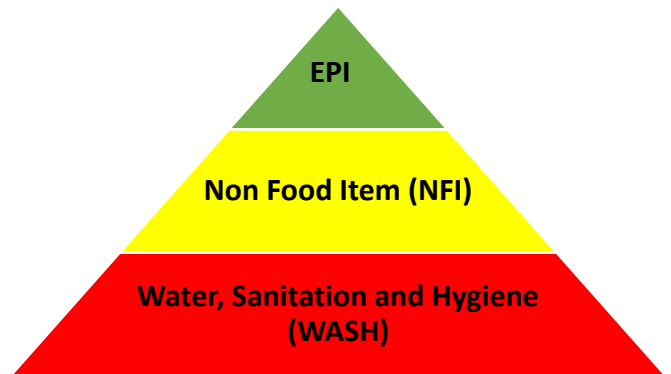 EPI
Non Food Item (NFI)
Water, Sanitation and Hygiene
(WASH)